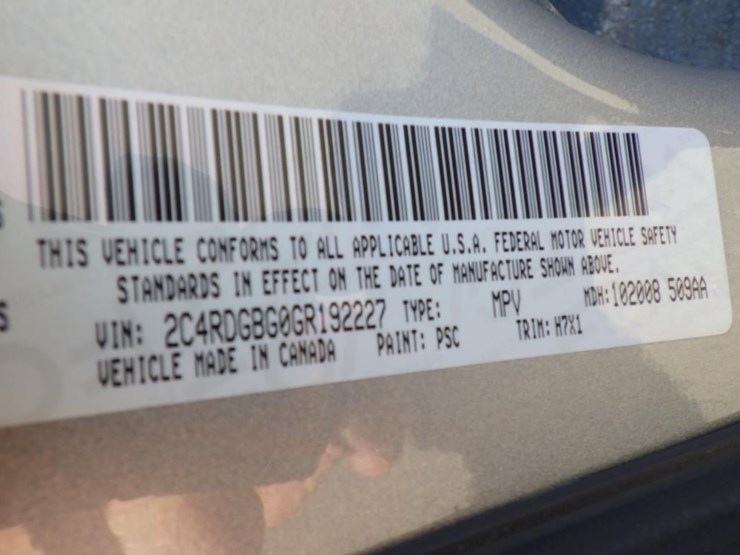 THIS VEHICLE CONFORMS TO ALL APPLICABLE U.S.A. FEDERAL MOTOR VEHICLE SAFETY
STANDARDS IN EFFECT ON THE DATE OF MANUFACTURE SHOWN ABOVE.
VIN: 2C4RDGBG0GR192227 TYPE: MPV MDH: 102008 509AA
VEHICLE MADE IN CANADA PAINT: PSC TRIM: H7X1